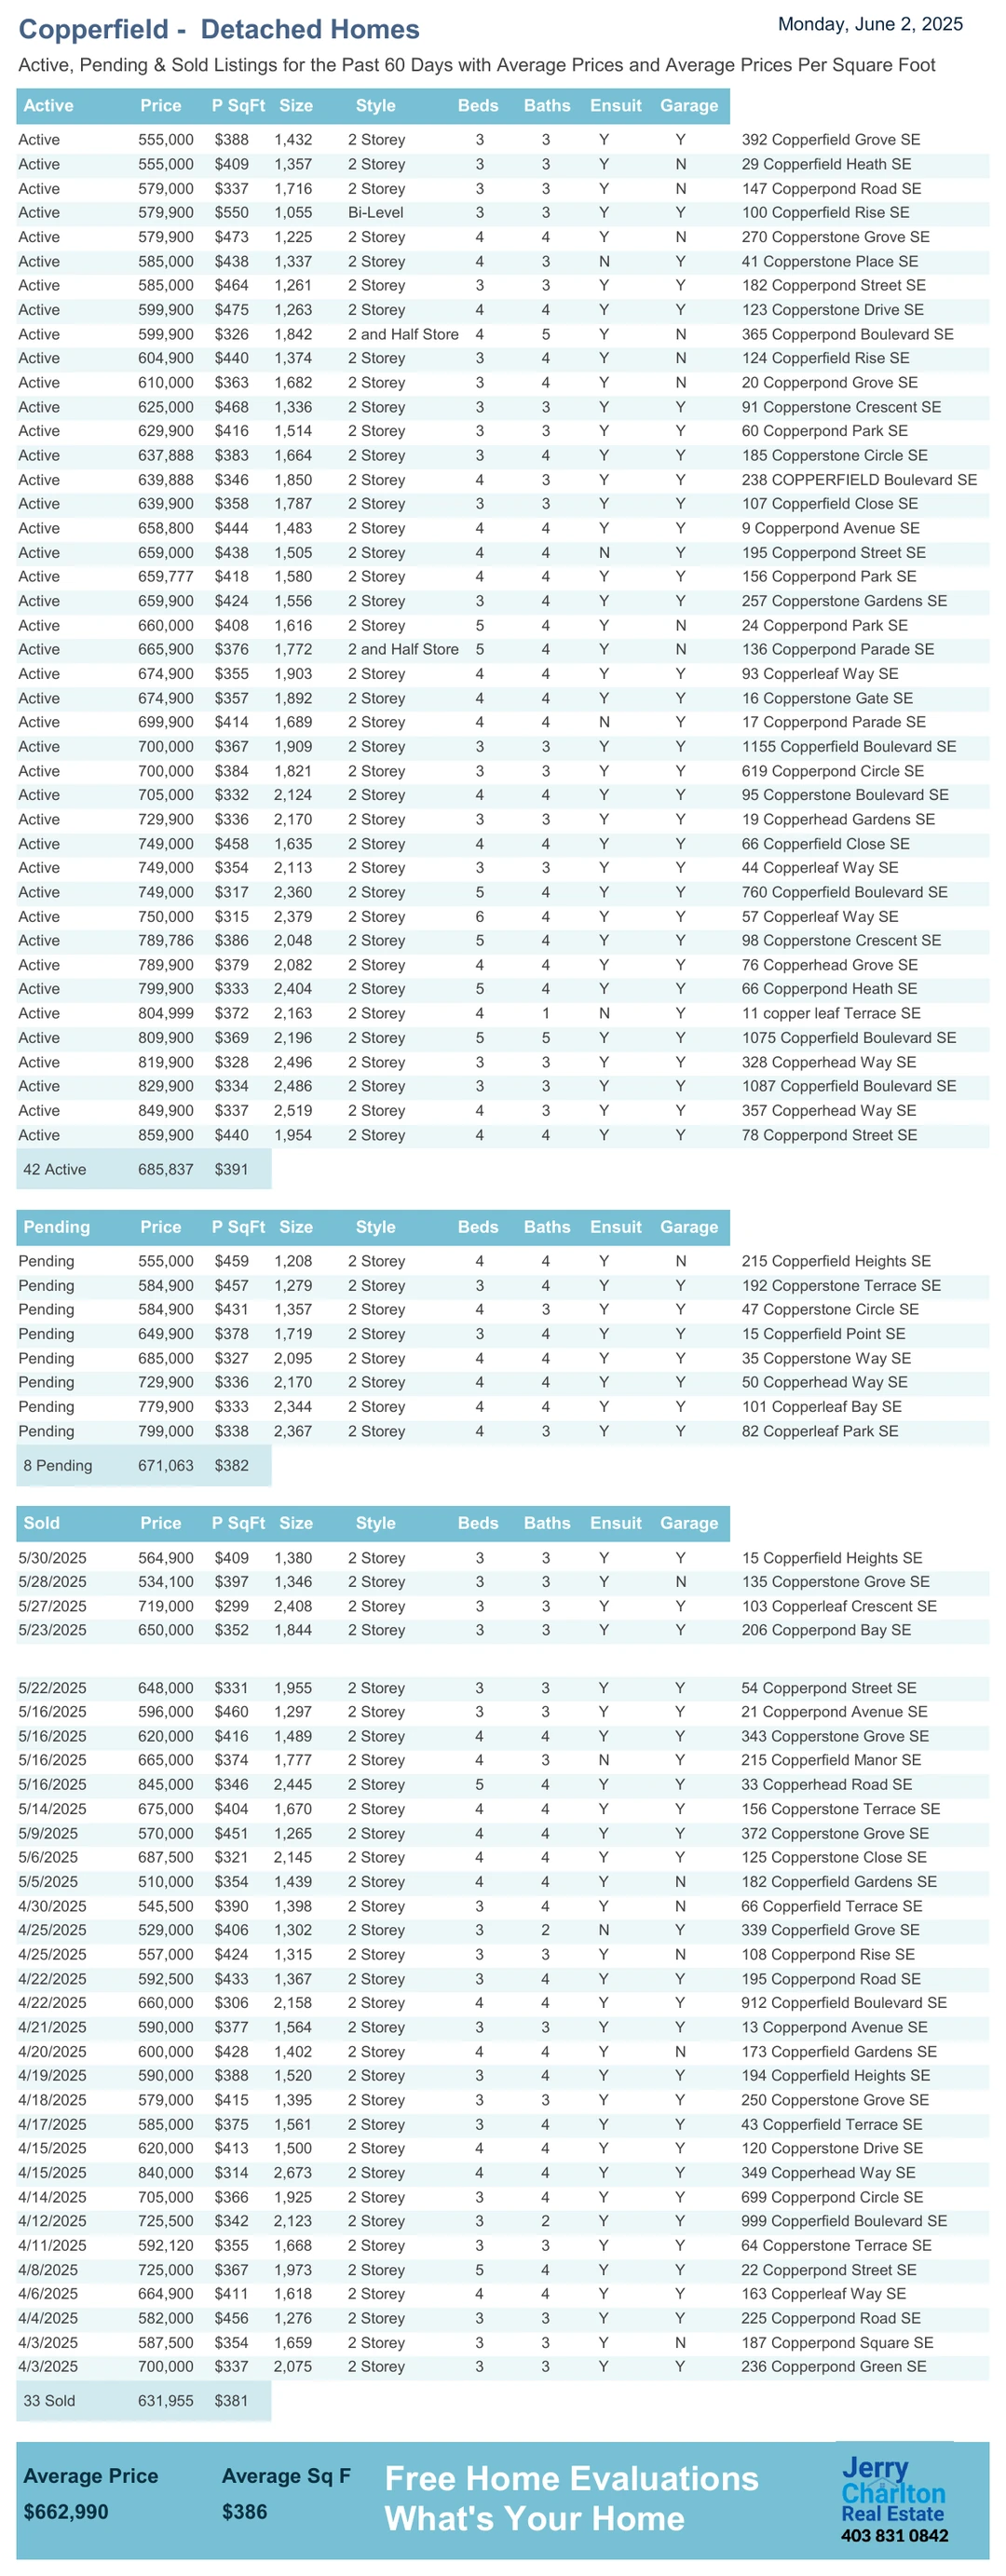 Copperfield - Detached Homes
Monday, June 2, 2025
Active, Pending & Sold Listings for the Past 60 Days with Average Prices and Average Prices Per Square Foot
Active Price P SqFt Size Style Beds Baths Ensuit Garage
Active 555,000 $388 1,432 2 Storey 3 3 Y Y 392 Copperfield Grove SE
Active 555,000 $409 1,357 2 Storey 3 3 Y N 29 Copperfield Heath SE
Active 579,000 $337 1,716 2 Storey 3 3 Y N 147 Copperpond Road SE
Active 579,900 $550 1,055 Bi-Level 3 3 Y Y 100 Copperfield Rise SE
Active 579,900 $473 1,225 2 Storey 4 4 Y N 270 Copperstone Grove SE
Active 585,000 $438 1,337 2 Storey 4 3 N Y 41 Copperstone Place SE
Active 585,000 $464 1,261 2 Storey 3 3 Y Y 182 Copperpond Street SE
Active 599,900 $475 1,263 2 Storey 4 4 Y Y 123 Copperstone Drive SE
Active 599,900 $326 1,842 2 and Half Store 4 5 Y N 365 Copperpond Boulevard SE
Active 604,900 $440 1,374 2 Storey 3 4 Y N 124 Copperfield Rise SE
Active 610,000 $363 1,682 2 Storey 3 4 Y N 20 Copperpond Grove SE
Active 625,000 $468 1,336 2 Storey 3 3 Y Y 91 Copperstone Crescent SE
Active 629,900 $416 1,514 2 Storey 3 3 Y Y 60 Copperpond Park SE
Active 637,888 $383 1,664 2 Storey 3 4 Y Y 185 Copperstone Circle SE
Active 639,888 $346 1,850 2 Storey 4 3 Y Y 238 COPPERFIELD Boulevard SE
Active 639,900 $358 1,787 2 Storey 3 3 Y Y 107 Copperfield Close SE
Active 658,800 $444 1,483 2 Storey 4 4 Y Y 9 Copperpond Avenue SE
Active 659,000 $438 1,505 2 Storey 4 4 N Y 195 Copperpond Street SE
Active 659,777 $418 1,580 2 Storey 4 4 Y Y 156 Copperpond Park SE
Active 659,900 $424 1,556 2 Storey 3 4 Y Y 257 Copperstone Gardens SE
Active 660,000 $408 1,616 2 Storey 5 4 Y N 24 Copperpond Park SE
Active 665,900 $376 1,772 2 and Half Store 5 4 Y N 136 Copperpond Parade SE
Active 674,900 $355 1,903 2 Storey 4 4 Y Y 93 Copperleaf Way SE
Active 674,900 $357 1,892 2 Storey 4 4 Y Y 16 Copperstone Gate SE
Active 699,900 $414 1,689 2 Storey 4 4 N Y 17 Copperpond Parade SE
Active 700,000 $367 1,909 2 Storey 3 3 Y Y 1155 Copperfield Boulevard SE
Active 700,000 $384 1,821 2 Storey 3 3 Y Y 619 Copperpond Circle SE
Active 705,000 $332 2,124 2 Storey 4 4 Y Y 95 Copperstone Boulevard SE
Active 729,900 $336 2,170 2 Storey 3 3 Y Y 19 Copperhead Gardens SE
Active 749,000 $458 1,635 2 Storey 4 4 Y Y 66 Copperfield Close SE
Active 749,000 $354 2,113 2 Storey 3 3 Y Y 44 Copperleaf Way SE
Active 749,000 $317 2,360 2 Storey 5 4 Y Y 760 Copperfield Boulevard SE
Active 750,000 $315 2,379 2 Storey 6 4 Y Y 57 Copperleaf Way SE
Active 789,786 $386 2,048 2 Storey 5 4 Y Y 98 Copperstone Crescent SE
Active 789,900 $379 2,082 2 Storey 4 4 Y Y 76 Copperhead Grove SE
Active 799,900 $333 2,404 2 Storey 5 4 Y Y 66 Copperpond Heath SE
Active 804,999 $372 2,163 2 Storey 4 1 N Y 11 copper leaf Terrace SE
Active 809,900 $369 2,196 2 Storey 5 5 Y Y 1075 Copperfield Boulevard SE
Active 819,900 $328 2,496 2 Storey 3 3 Y Y 328 Copperhead Way SE
Active 829,900 $334 2,486 2 Storey 3 3 Y Y 1087 Copperfield Boulevard SE
Active 849,900 $337 2,519 2 Storey 4 3 Y Y 357 Copperhead Way SE
Active 859,900 $440 1,954 2 Storey 4 4 Y Y 78 Copperpond Street SE
42 Active 685,837 $391
Pending Price P SqFt Size Style Beds Baths Ensuit Garage
Pending 555,000 $459 1,208 2 Storey 4 4 Y N 215 Copperfield Heights SE
Pending 584,900 $457 1,279 2 Storey 3 4 Y Y 192 Copperstone Terrace SE
Pending 584,900 $431 1,357 2 Storey 4 3 Y Y 47 Copperstone Circle SE
Pending 649,900 $378 1,719 2 Storey 3 4 Y Y 15 Copperfield Point SE
Pending 685,000 $327 2,095 2 Storey 4 4 Y Y 35 Copperstone Way SE
Pending 729,900 $336 2,170 2 Storey 4 4 Y Y 50 Copperhead Way SE
Pending 779,900 $333 2,344 2 Storey 4 4 Y Y 101 Copperleaf Bay SE
Pending 799,000 $338 2,367 2 Storey 4 3 Y Y 82 Copperleaf Park SE
8 Pending 671,063 $382
Sold Price P SqFt Size Style Beds Baths Ensuit Garage
5/30/2025 564,900 $409 1,380 2 Storey 3 3 Y Y 15 Copperfield Heights SE
5/28/2025 534,100 $397 1,346 2 Storey 3 3 Y N 135 Copperstone Grove SE
5/27/2025 719,000 $299 2,408 2 Storey 3 3 Y Y 103 Copperleaf Crescent SE
5/23/2025 650,000 $352 1,844 2 Storey 3 3 Y Y 206 Copperpond Bay SE
5/22/2025 648,000 $331 1,955 2 Storey 3 3 Y Y 54 Copperpond Street SE
5/16/2025 596,000 $460 1,297 2 Storey 3 3 Y Y 21 Copperpond Avenue SE
5/16/2025 620,000 $416 1,489 2 Storey 4 4 Y Y 343 Copperstone Grove SE
5/16/2025 665,000 $374 1,777 2 Storey 4 3 N Y 215 Copperfield Manor SE
5/16/2025 845,000 $346 2,445 2 Storey 5 4 Y Y 33 Copperhead Road SE
5/14/2025 675,000 $404 1,670 2 Storey 4 4 Y Y 156 Copperstone Terrace SE
5/9/2025 570,000 $451 1,265 2 Storey 4 4 Y Y 372 Copperstone Grove SE
5/6/2025 687,500 $321 2,145 2 Storey 4 4 Y Y 125 Copperstone Close SE
5/5/2025 510,000 $354 1,439 2 Storey 4 4 Y N 182 Copperfield Gardens SE
4/30/2025 545,500 $390 1,398 2 Storey 3 4 Y N 66 Copperfield Terrace SE
4/25/2025 529,000 $406 1,302 2 Storey 3 2 N Y 339 Copperfield Grove SE
4/25/2025 557,000 $424 1,315 2 Storey 3 3 Y N 108 Copperpond Rise SE
4/22/2025 592,500 $433 1,367 2 Storey 3 4 Y Y 195 Copperpond Road SE
4/22/2025 660,000 $306 2,158 2 Storey 4 4 Y Y 912 Copperfield Boulevard SE
4/21/2025 590,000 $377 1,564 2 Storey 3 3 Y Y 13 Copperpond Avenue SE
4/20/2025 600,000 $428 1,402 2 Storey 4 4 Y N 173 Copperfield Gardens SE
4/19/2025 590,000 $388 1,520 2 Storey 3 4 Y Y 194 Copperfield Heights SE
4/18/2025 579,000 $415 1,395 2 Storey 3 3 Y Y 250 Copperstone Grove SE
4/17/2025 585,000 $375 1,561 2 Storey 3 4 Y Y 43 Copperfield Terrace SE
4/15/2025 620,000 $413 1,500 2 Storey 4 4 Y Y 120 Copperstone Drive SE
4/15/2025 840,000 $314 2,673 2 Storey 4 4 Y Y 349 Copperhead Way SE
4/14/2025 705,000 $366 1,925 2 Storey 3 4 Y Y 699 Copperpond Circle SE
4/12/2025 725,500 $342 2,123 2 Storey 3 2 Y Y 999 Copperfield Boulevard SE
4/11/2025 592,120 $355 1,668 2 Storey 3 3 Y Y 64 Copperstone Terrace SE
4/8/2025 725,000 $367 1,973 2 Storey 5 4 Y Y 22 Copperpond Street SE
4/6/2025 664,900 $411 1,618 2 Storey 4 4 Y Y 163 Copperleaf Way SE
4/4/2025 582,000 $456 1,276 2 Storey 3 3 Y Y 225 Copperpond Road SE
4/3/2025 587,500 $354 1,659 2 Storey 3 3 Y N 187 Copperpond Square SE
4/3/2025 700,000 $337 2,075 2 Storey 3 3 Y Y 236 Copperpond Green SE
33 Sold 631,955 $381
Average Price Average Sq F
$662,990 $386
Free Home Evaluations
What's Your Home
Jerry
Charlton
Real Estate
403 831 0842